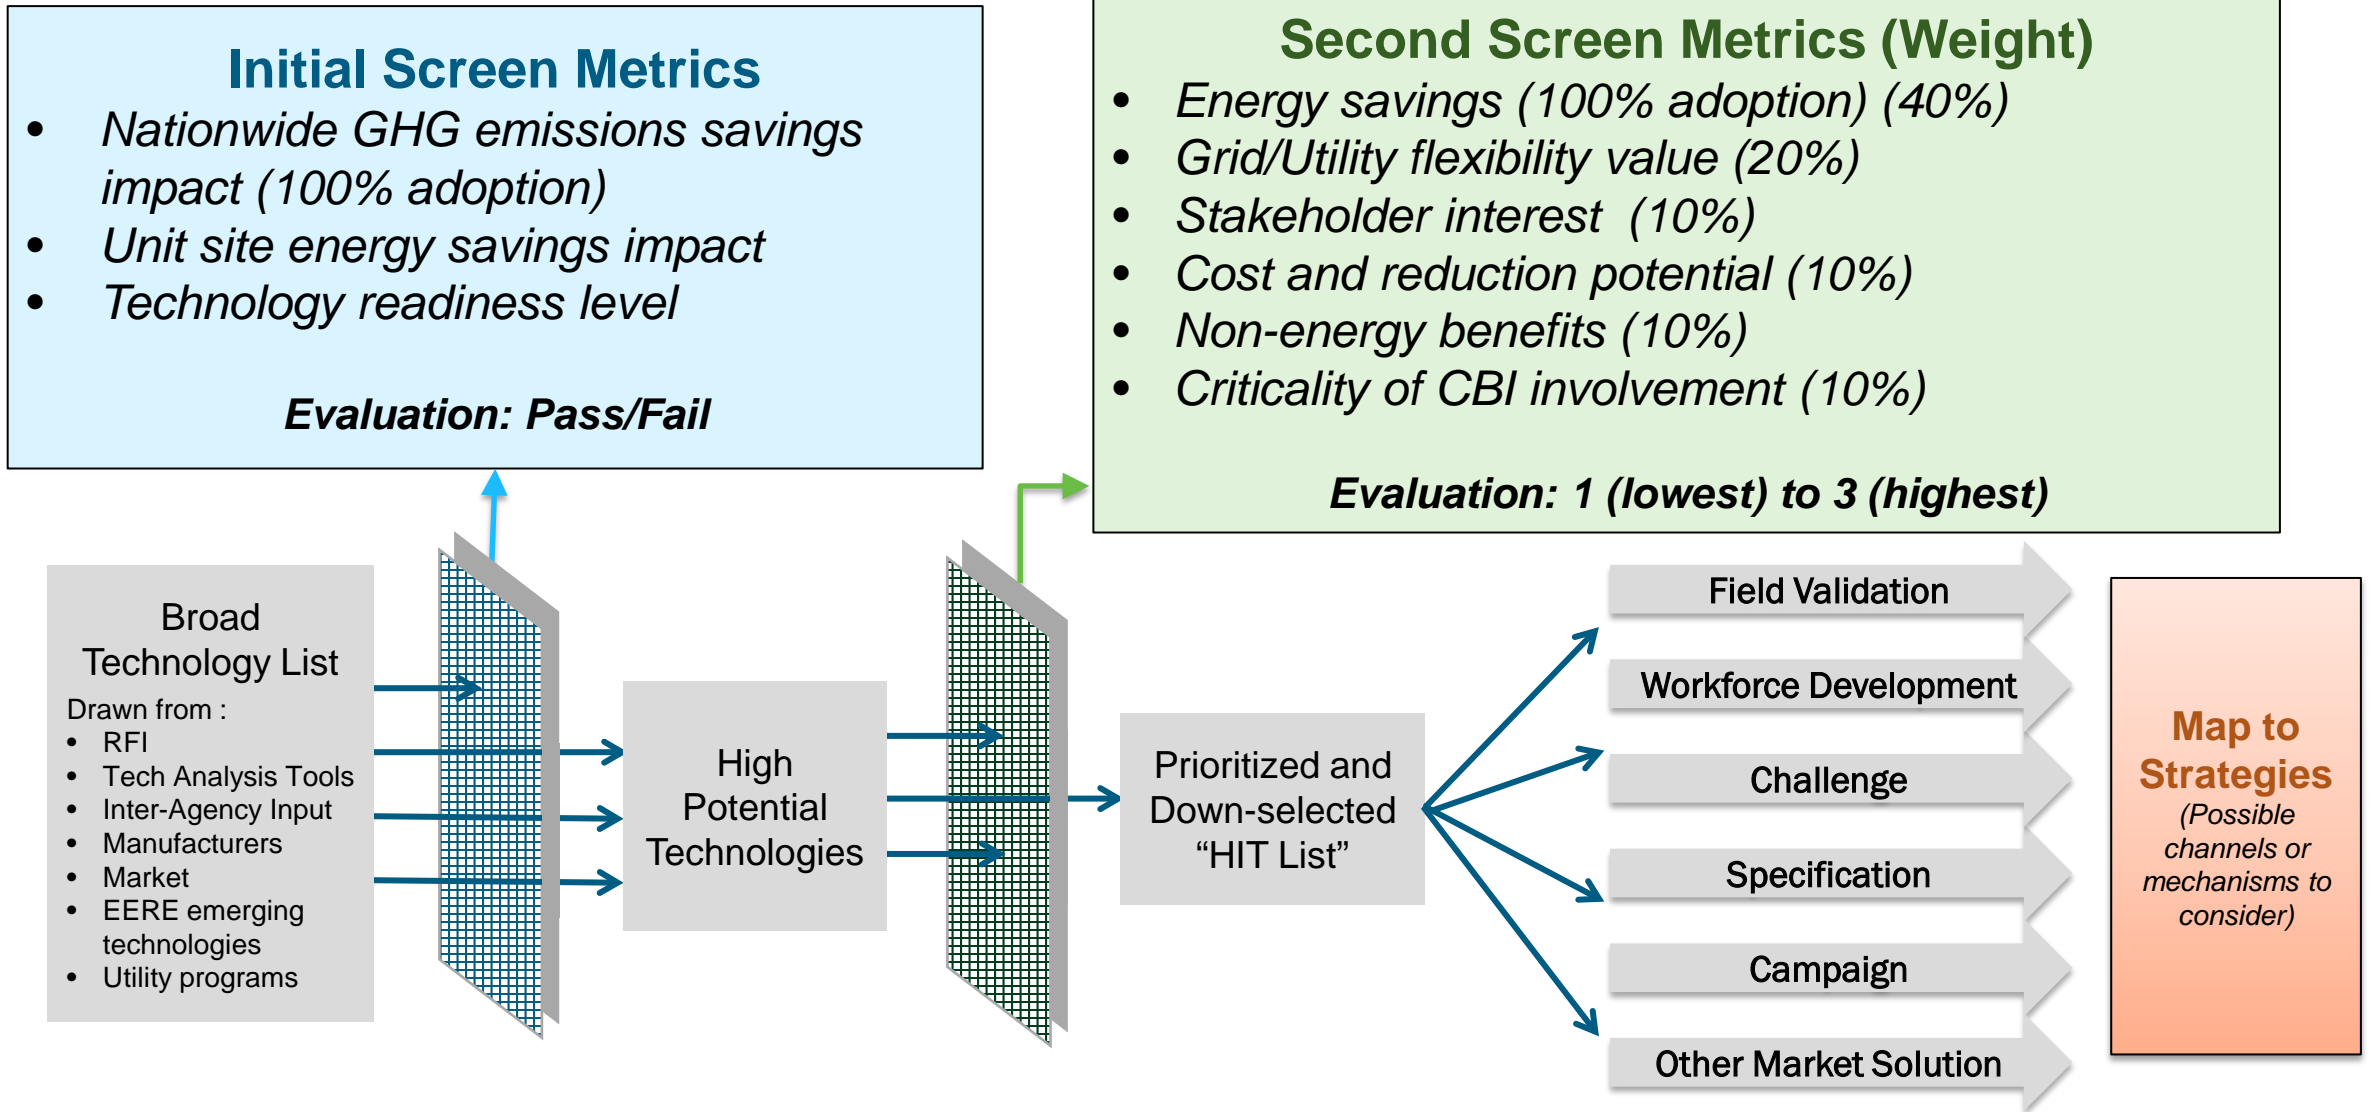 Initial Screen Metrics
• Nationwide GHG emissions savings
impact (100% adoption)
• Unit site energy savings impact
• Technology readiness level
Evaluation: Pass/Fail
Second Screen Metrics (Weight)
• Energy savings (100% adoption) (40%)
• Grid/Utility flexibility value (20%)
• Stakeholder interest  (10%)
• Cost and reduction potential (10%)
• Non-energy benefits (10%)
• Criticality of CBI involvement (10%)
Evaluation: 1 (lowest) to 3 (highest)
Broad
Technology List
Drawn from :
• RFI
• Tech Analysis Tools
• Inter-Agency Input
• Manufacturers
• Market
• EERE emerging
technologies
• Utility programs
High
Potential
Technologies
Prioritized and
Down-selected
“HIT List”
Field Validation
Workforce Development
Challenge
Specification
Campaign
Other Market Solution
Map to
Strategies
(Possible
channels or
mechanisms to
consider)